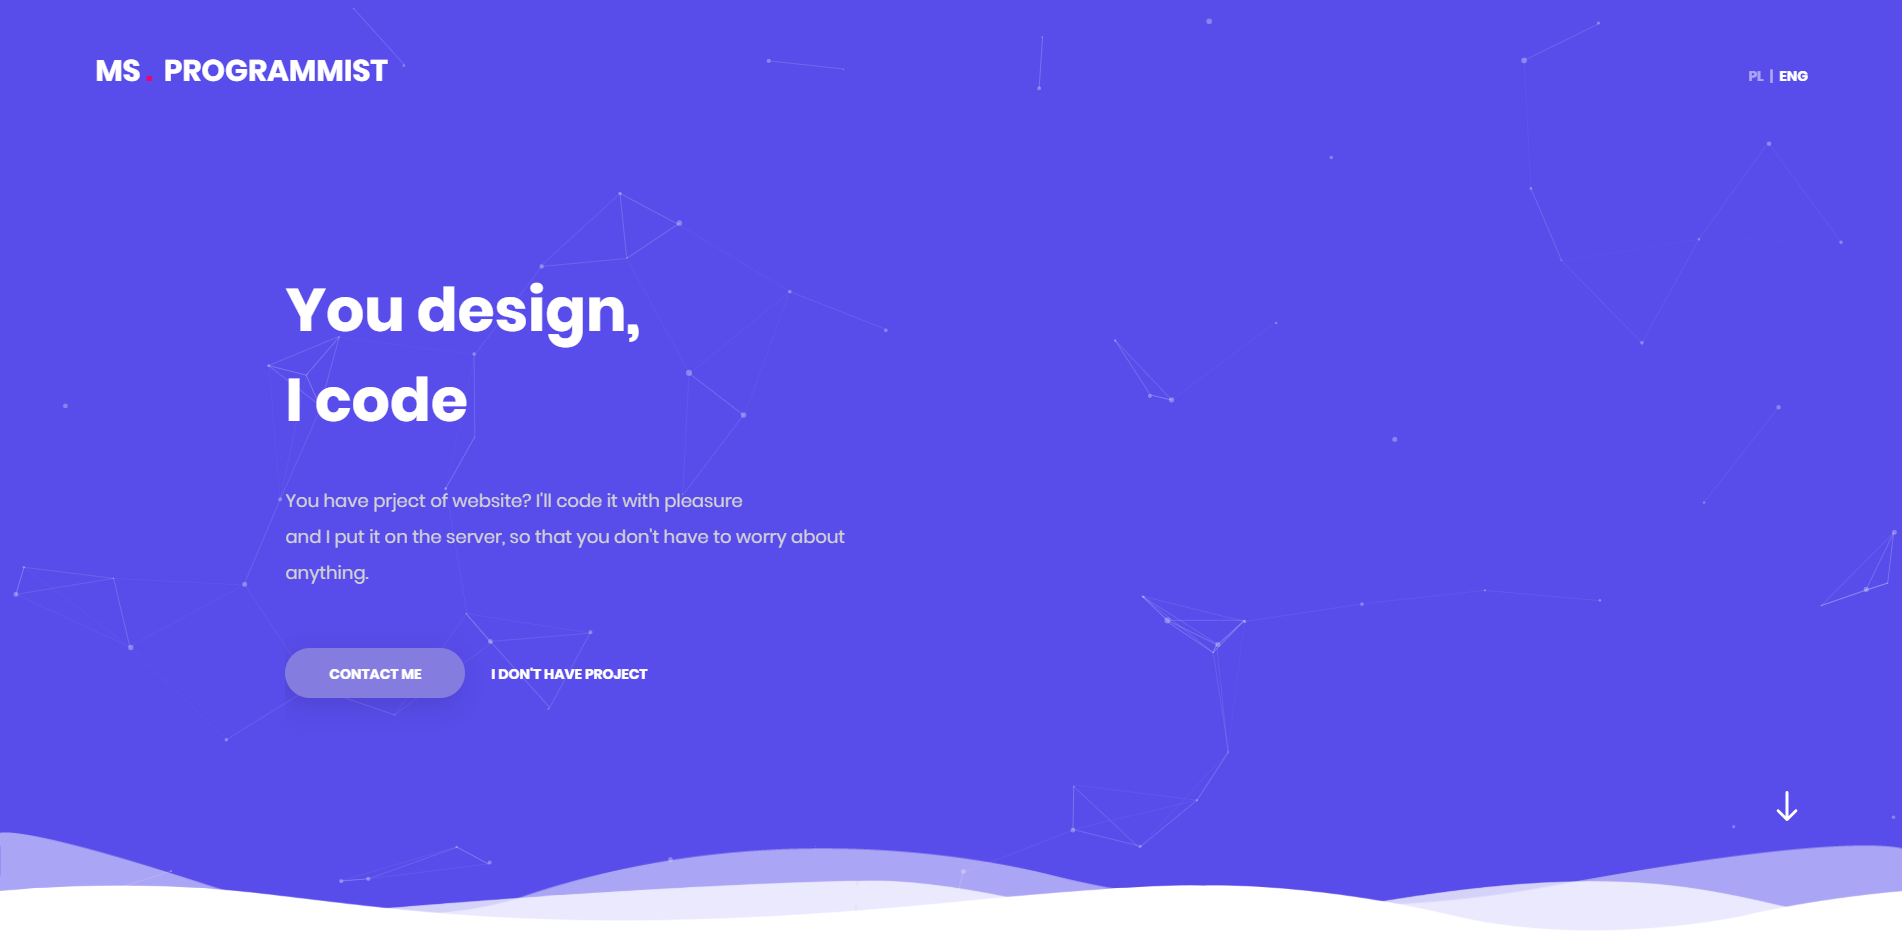 MS. PROGRAMMIST
PL | ENG
You design,
I code
You have prject of website? I'll code it with pleasure
and I put it on the server, so that you don't have to worry about
anything.
CONTACT ME
I DON'T HAVE PROJECT